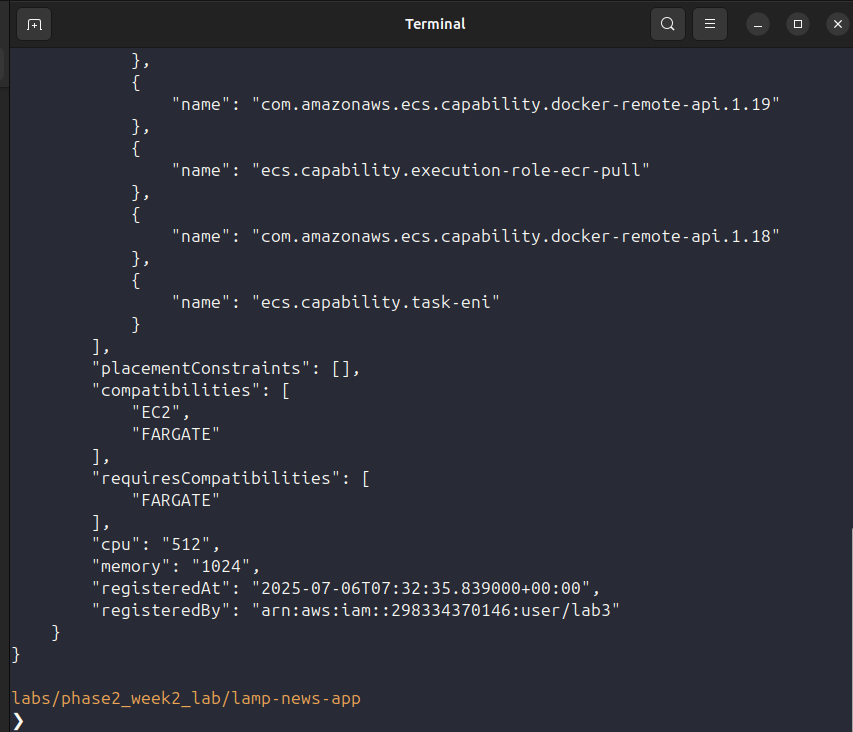 Terminal
},
{
"name": "com.amazonaws.ecs.capability.docker-remote-api.1.19"
},
{
"name": "ecs.capability.execution-role-ecr-pull"
},
{
"name": "com.amazonaws.ecs.capability.docker-remote-api.1.18"
},
{
"name": "ecs.capability.task-eni"
}
],
"placementConstraints": [],
"compatibilities": [
"EC2",
"FARGATE"
],
"requiresCompatibilities": [
"FARGATE"
],
"cpu": "512",
"memory": "1024",
"registeredAt": "2025-07-06T07:32:35.839000+00:00",
"registeredBy": "arn:aws:iam::298334370146:user/lab3"
}
}
labs/phase2_week2_lab/lamp-news-app
❯